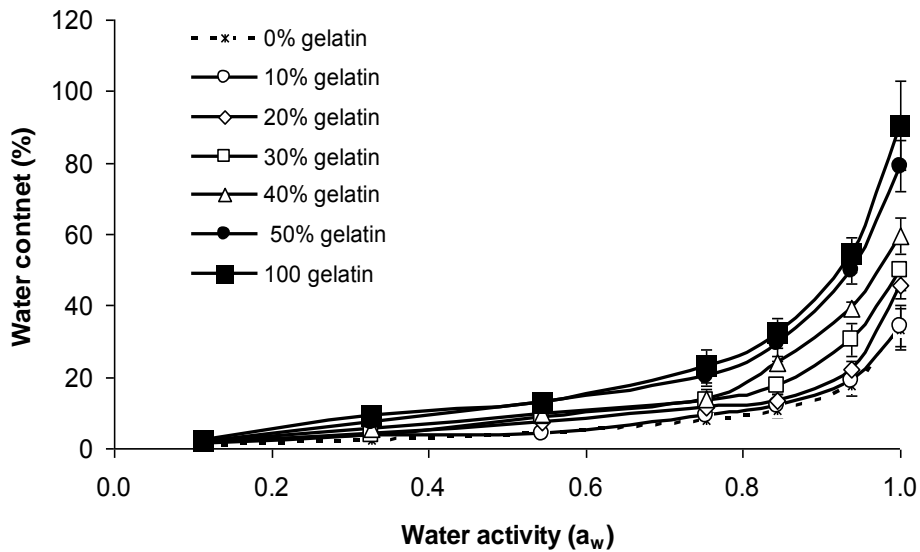 120
100
80
60
40
20
0
Water contnet (%)
0% gelatin
10% gelatin
20% gelatin
30% gelatin
40% gelatin
50% gelatin
100 gelatin
0.0 0.2 0.4 0.6 0.8 1.0
Water activity (aw)